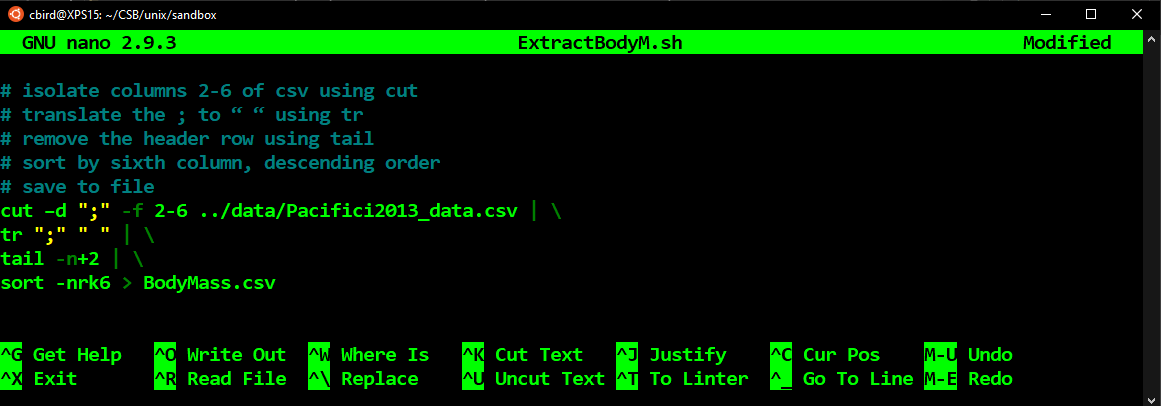 cbird@XPS15: ~/CSB/unix/sandbox
GNU nano 2.9.3 ExtractBodyM.sh Modified
# isolate columns 2-6 of csv using cut
# translate the ; to “ “ using tr
# remove the header row using tail
# sort by sixth column, descending order
# save to file
cut –d ";" -f 2-6 ../data/Pacifici2013_data.csv | \
tr ";" " " | \
tail -n+2 | \
sort -nrk6 > BodyMass.csv
^G Get Help ^O Write Out ^W Where Is ^K Cut Text ^J Justify ^C Cur Pos M-U Undo
^X Exit ^R Read File ^\ Replace ^U Uncut Text ^T To Linter ^_ Go To Line M-E Redo